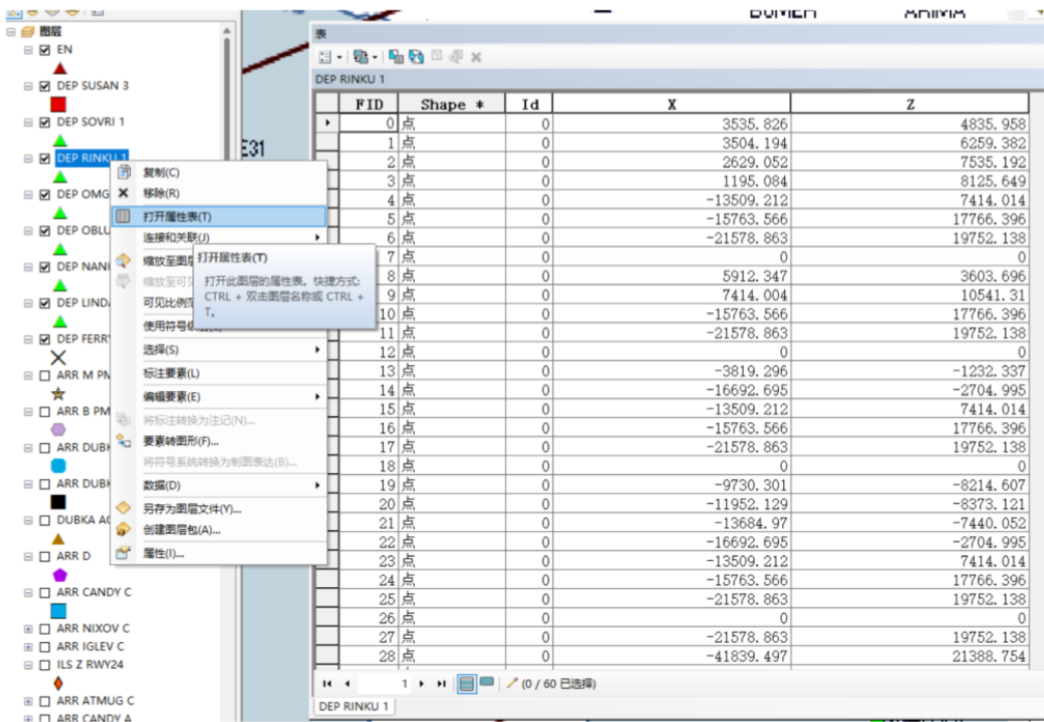 图层
EN
DEP SUSAN 3
DEP SOVRI 1
DEP RINKU 1
DEP OMG
DEP OBLU
DEP NANI
DEP LINDA
DEP FERRY
ARR M PM
ARR B PM
ARR DUBK
ARR DUBK
DUBKA AC
ARR D
ARR CANDY C
ARR NIXOV C
ARR IGLEV C
ILS Z RWY24
ARR ATMUG C
ARR CANDY A
E31
复制(C)
移除(R)
打开属性表(T)
连接和关联(J)
缩放至图层
缩放至可见
可见比例范
使用符号级
选择(S)
标注要素(L)
编辑要素(E)
将标注转换为注记(N)...
要素转图形(F)...
将符号系统转换为制图表达(B)...
数据(D)
另存为图层文件(Y)...
创建图层包(A)...
属性(I)...
打开属性表(T)
打开此图层的属性表。快捷方式:
CTRL + 双击图层名称或 CTRL +
T。
表
DEP RINKU 1
FID Shape * Id X Z
0 点 0 3535.826 4835.958
1 点 0 3504.194 6259.382
2 点 0 2629.052 7535.192
3 点 0 1195.084 8125.649
4 点 0 -13509.212 7414.014
5 点 0 -15763.566 17766.396
6 点 0 -21578.863 19752.138
7 点 0 0 0
8 点 0 5912.347 3603.696
9 点 0 7414.004 10541.31
10 点 0 -15763.566 17766.396
11 点 0 -21578.863 19752.138
12 点 0 0 0
13 点 0 -3819.296 -1232.337
14 点 0 -16692.695 -2704.995
15 点 0 -13509.212 7414.014
16 点 0 -15763.566 17766.396
17 点 0 -21578.863 19752.138
18 点 0 0 0
19 点 0 -9730.301 -8214.607
20 点 0 -11952.129 -8373.121
21 点 0 -13684.97 -7440.052
22 点 0 -16692.695 -2704.995
23 点 0 -13509.212 7414.014
24 点 0 -15763.566 17766.396
25 点 0 -21578.863 19752.138
26 点 0 0 0
27 点 0 -21578.863 19752.138
28 点 0 -41839.497 21388.754
1
(0 / 60 已选择)
DEP RINKU 1